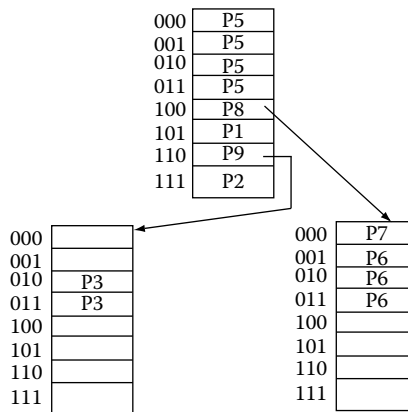 000 P5
001 P5
010 P5
011 P5
100 P8
101 P1
110 P9
111 P2
000
001
010 P3
011 P3
100
101
110
111
000 P7
001 P6
010 P6
011 P6
100
101
110
111